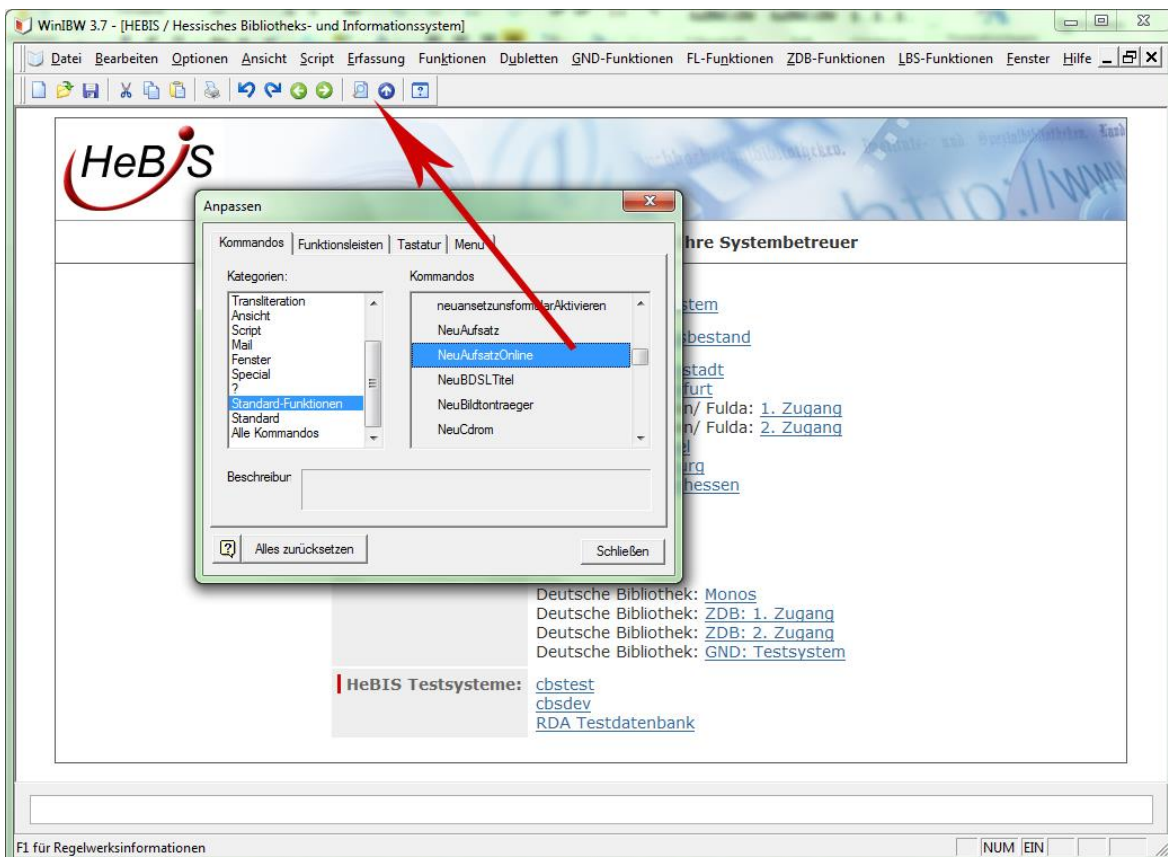 WinIBW 3.7 - [HEBIS / Hessisches Bibliotheks- und Informationssystem]
Datei Bearbeiten Optionen Ansicht Script Erfassung Funktionen Dubletten GND-Funktionen FL-Funktionen ZDB-Funktionen LBS-Funktionen Fenster Hilfe
HeBIS
http://www
Anpassen
Kommandos Funktionsleisten Tastatur Menu
hre Systembetreuer
Kategorien: Kommandos
Transliteration
Ansicht
Script
Mail
Fenster
Special
?
Standard-Funktionen
Standard
Alle Kommandos
neuansetzunsformularAktivieren
NeuAufsatz
NeuAufsatzOnline
NeuBDSLTitel
NeuBildtontraeger
NeuCdrom
stem
sbestand
stadt
furt
n/ Fulda: 1. Zugang
n/ Fulda: 2. Zugang
el
urg
hessen
Beschreibur
Alles zurücksetzen Schließen
Deutsche Bibliothek: Monos
Deutsche Bibliothek: ZDB: 1. Zugang
Deutsche Bibliothek: ZDB: 2. Zugang
Deutsche Bibliothek: GND: Testsystem
HeBIS Testsysteme: cbstest
cbsdev
RDA Testdatenbank
F1 für Regelwerksinformationen NUM EIN